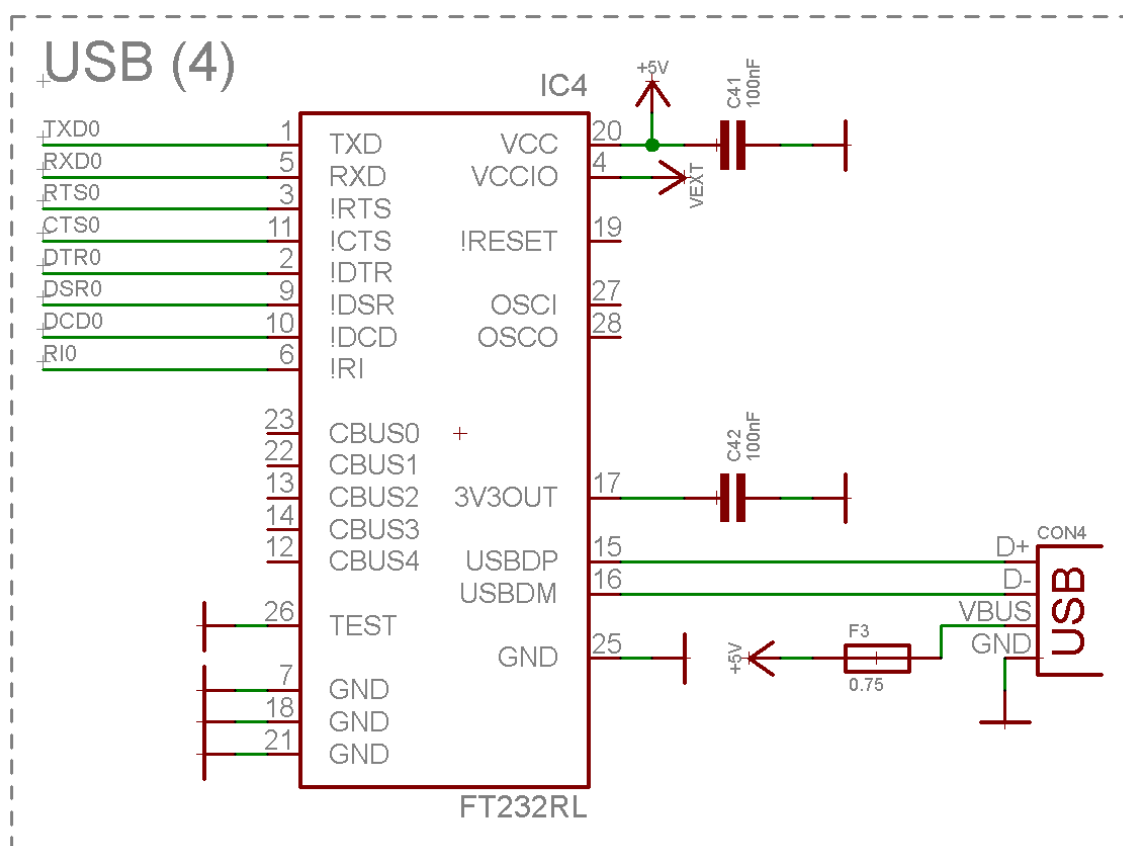 USB (4)
IC4
+5V
C41
100nF
TXD0
1
TXD
VCC
20
RXD0
5
RXD
VCCIO
4
VEXT
RTS0
3
!RTS
CTS0
11
!CTS
!RESET
19
DTR0
2
!DTR
DSR0
9
!DSR
OSCI
27
DCD0
10
!DCD
OSCO
28
RI0
6
!RI
23
CBUS0
22
CBUS1
C42
100nF
13
CBUS2
3V3OUT
17
14
CBUS3
12
CBUS4
USBDP
15
D+
CON4
USBDM
16
D-
USB
26
TEST
VBUS
GND
25
+5V
F3
0.75
GND
7
GND
18
GND
21
GND
FT232RL